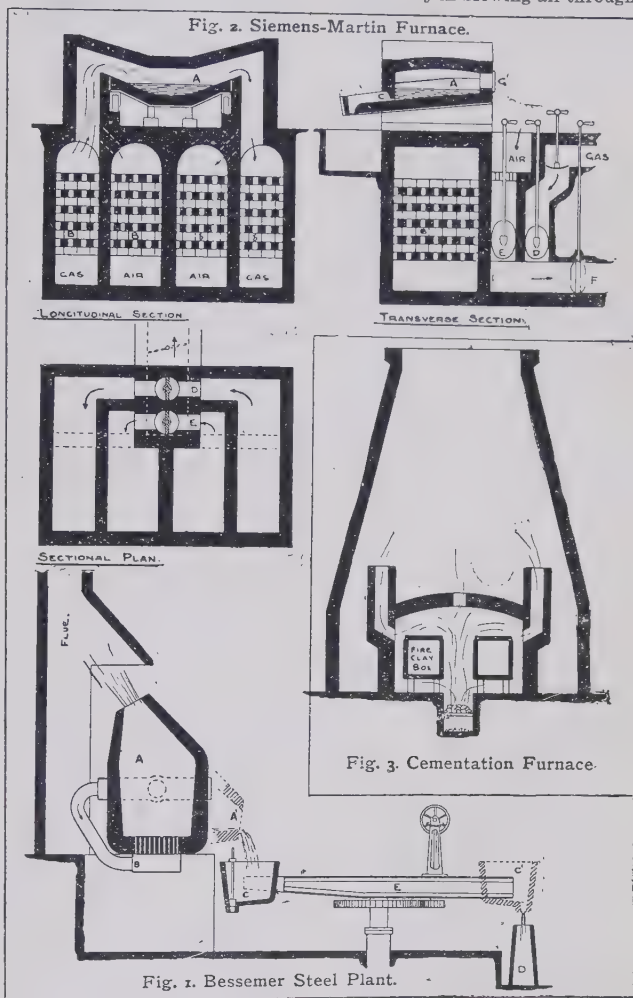 through
Fig. 2. Siemens-Martin Furnace.
A
B
B
GAS
AIR
AIR
GAS
LONGITUDINAL SECTION
A
G'
C
AIR
GAS
E
D
F
TRANSVERSE SECTION.
D
E
SECTIONAL PLAN.
FLUE.
A
B
A'
C
E
C'
D
Fig. 1. Bessemer Steel Plant.
FIRE
CLAY
BOX
Fig. 3. Cementation Furnace.